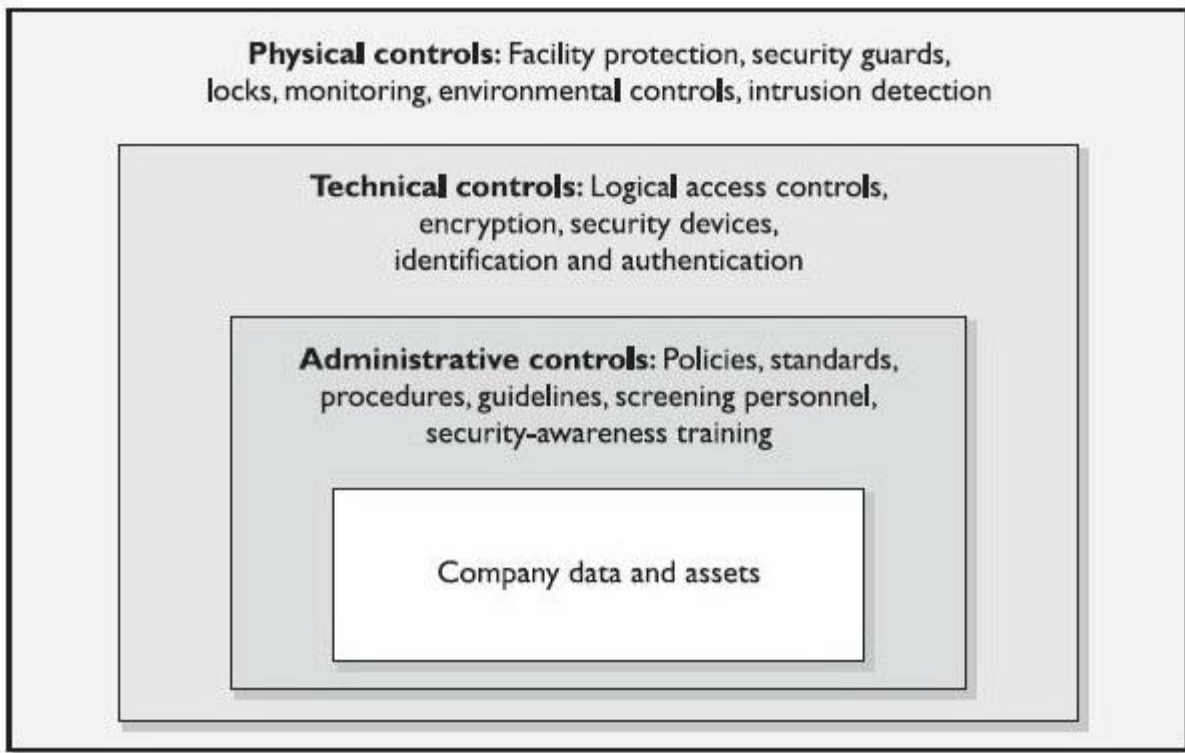 Physical controls: Facility protection, security guards,
locks, monitoring, environmental controls, intrusion detection
Technical controls: Logical access controls,
encryption, security devices,
identification and authentication
Administrative controls: Policies, standards,
procedures, guidelines, screening personnel,
security-awareness training
Company data and assets